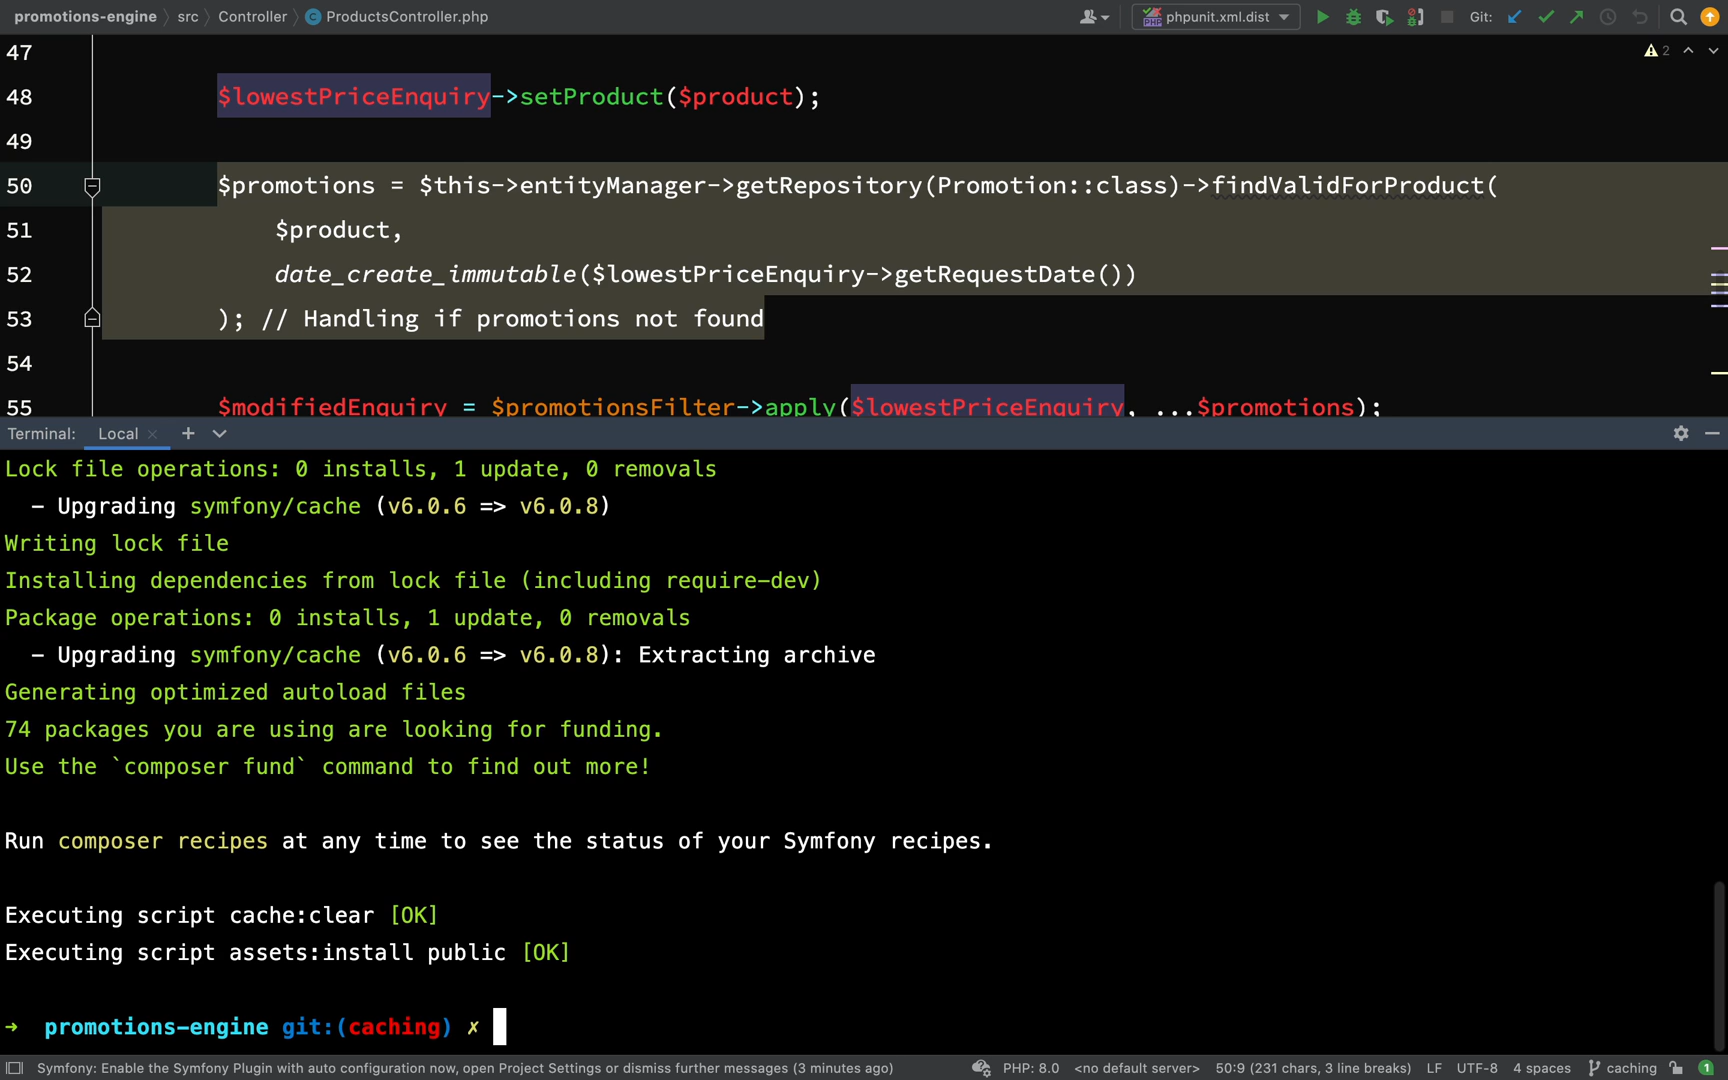 promotions-engine src Controller ProductsController.php phpunit.xml.dist Git:
47
2
48 $lowestPriceEnquiry->setProduct($product);
49
50 $promotions = $this->entityManager->getRepository(Promotion::class)->findValidForProduct(
51 $product,
52 date_create_immutable($lowestPriceEnquiry->getRequestDate())
53 ); // Handling if promotions not found
54
55 $modifiedEnquiry = $promotionsFilter->apply($lowestPriceEnquiry, ...$promotions);
Terminal: Local
Lock file operations: 0 installs, 1 update, 0 removals
- Upgrading symfony/cache (v6.0.6 => v6.0.8)
Writing lock file
Installing dependencies from lock file (including require-dev)
Package operations: 0 installs, 1 update, 0 removals
- Upgrading symfony/cache (v6.0.6 => v6.0.8): Extracting archive
Generating optimized autoload files
74 packages you are using are looking for funding.
Use the `composer fund` command to find out more!
Run composer recipes at any time to see the status of your Symfony recipes.
Executing script cache:clear [OK]
Executing script assets:install public [OK]
→ promotions-engine git:(caching) ✗
Symfony: Enable the Symfony Plugin with auto configuration now, open Project Settings or dismiss further messages (3 minutes ago) PHP: 8.0 <no default server> 50:9 (231 chars, 3 line breaks) LF UTF-8 4 spaces caching 1